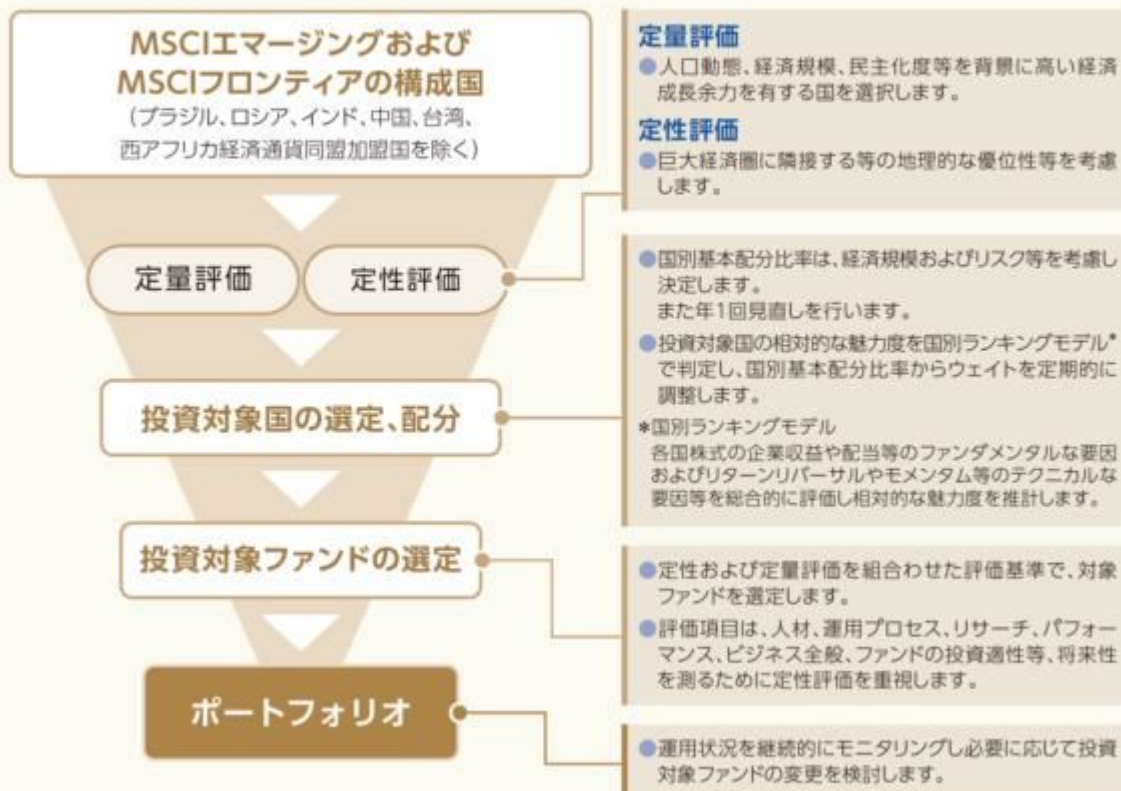 MSCIエマージングおよび
MSCIフロンティアの構成国
(ブラジル、ロシア、インド、中国、台湾、
西アフリカ経済通貨同盟加盟国を除く)
定量評価
●人口動態、経済規模、民主化度等を背景に高い経済
成長余力を有する国を選択します。
定性評価
●巨大経済圏に隣接する等の地理的な優位性等を考慮
します。
定量評価
定性評価
●国別基本配分比率は、経済規模およびリスク等を考慮し
決定します。
また年1回見直しを行います。
●投資対象国の相対的な魅力度を国別ランキングモデル*
で判定し、国別基本配分比率からウェイトを定期的に
調整します。
*国別ランキングモデル
各国株式の企業収益や配当等のファンダメンタルな要因
およびリターンリバーサルやモメンタム等のテクニカルな
要因等を総合的に評価し相対的な魅力度を推計します。
投資対象国の選定、配分
投資対象ファンドの選定
●定性および定量評価を組合わせた評価基準で、対象
ファンドを選定します。
●評価項目は、人材、運用プロセス、リサーチ、パフォー
マンス、ビジネス全般、ファンドの投資適性等、将来性
を測るために定性評価を重視します。
ポートフォリオ
●運用状況を継続的にモニタリングし必要に応じて投資
対象ファンドの変更を検討します。